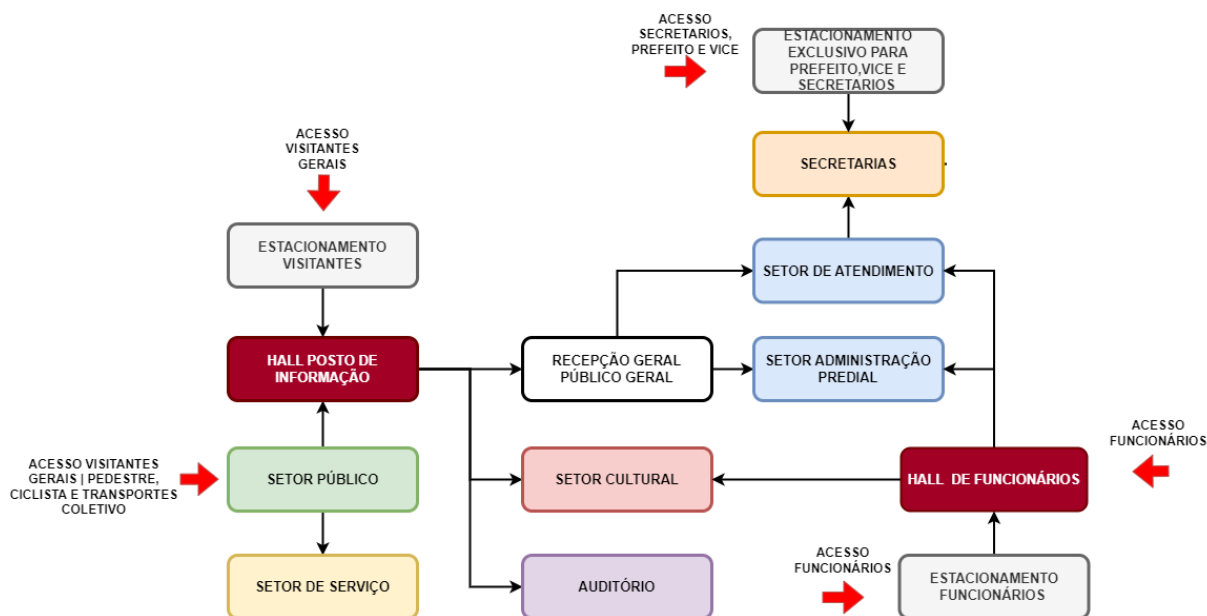 ACESSO
SECRETARIOS,
PREFEITO E VICE
ESTACIONAMENTO
EXCLUSIVO PARA
PREFEITO,VICE E
SECRETARIOS
ACESSO
VISITANTES
GERAIS
SECRETARIAS
ESTACIONAMENTO
VISITANTES
SETOR DE ATENDIMENTO
HALL POSTO DE
INFORMAÇÃO
RECEPÇÃO GERAL
PÚBLICO GERAL
SETOR ADMINISTRAÇÃO
PREDIAL
ACESSO
FUNCIONÁRIOS
ACESSO VISITANTES
GERAIS | PEDESTRE,
CICLISTA E TRANSPORTES
COLETIVO
SETOR PÚBLICO
SETOR CULTURAL
HALL DE FUNCIONÁRIOS
SETOR DE SERVIÇO
AUDITÓRIO
ACESSO
FUNCIONÁRIOS
ESTACIONAMENTO
FUNCIONÁRIOS